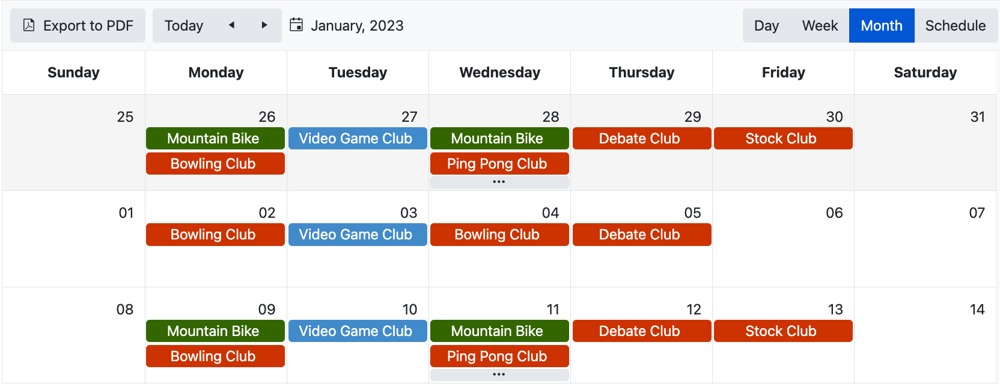 Export to PDF Today January, 2023 Day Week Month Schedule
Sunday Monday Tuesday Wednesday Thursday Friday Saturday
25 26 27 28 29 30 31
Mountain Bike Video Game Club Mountain Bike Debate Club Stock Club
Bowling Club Ping Pong Club
•••
01 02 03 04 05 06 07
Bowling Club Video Game Club Bowling Club Debate Club
08 09 10 11 12 13 14
Mountain Bike Video Game Club Mountain Bike Debate Club Stock Club
Bowling Club Ping Pong Club
•••